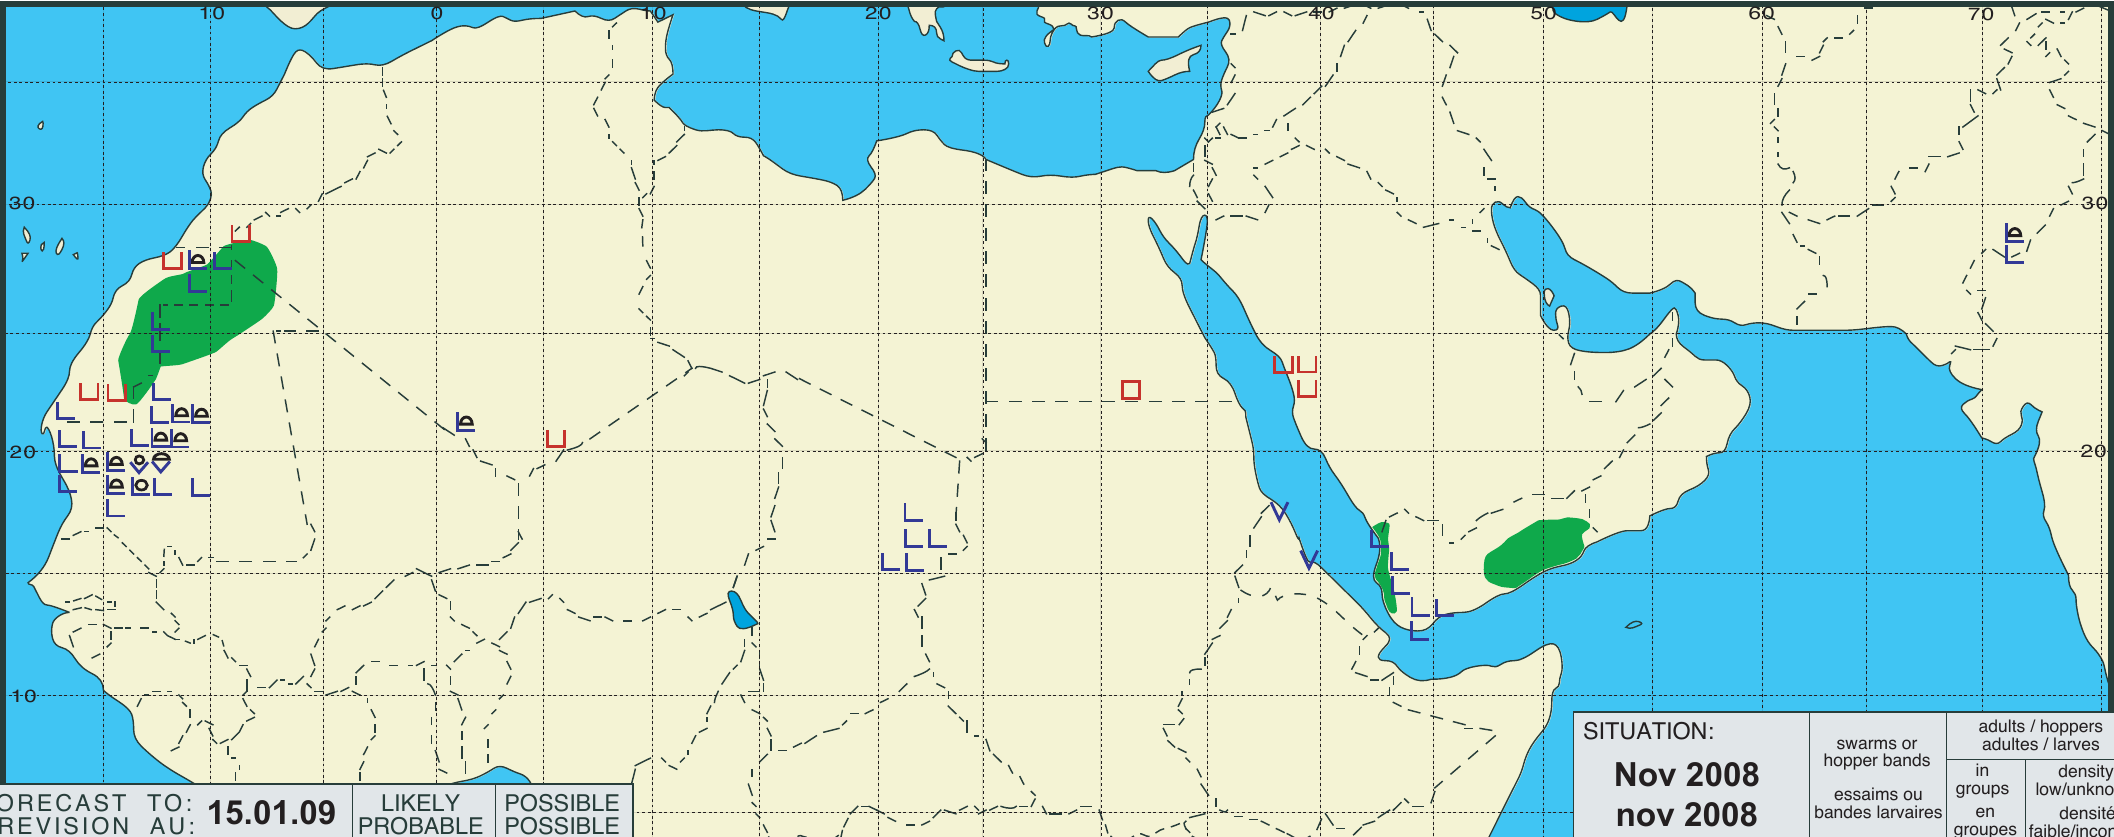 10 0 10 20 30 40 50 60 70
30 30
20 20
10
SITUATION:
Nov 2008
nov 2008
swarms or
hopper bands
essaims ou
bandes larvaires
adults / hoppers
adultes / larves
in
groups
en
groupes
density
low/unkno
densité
faible/incor
ORECAST TO:
REVISION AU:
15.01.09
LIKELY
PROBABLE
POSSIBLE
POSSIBLE